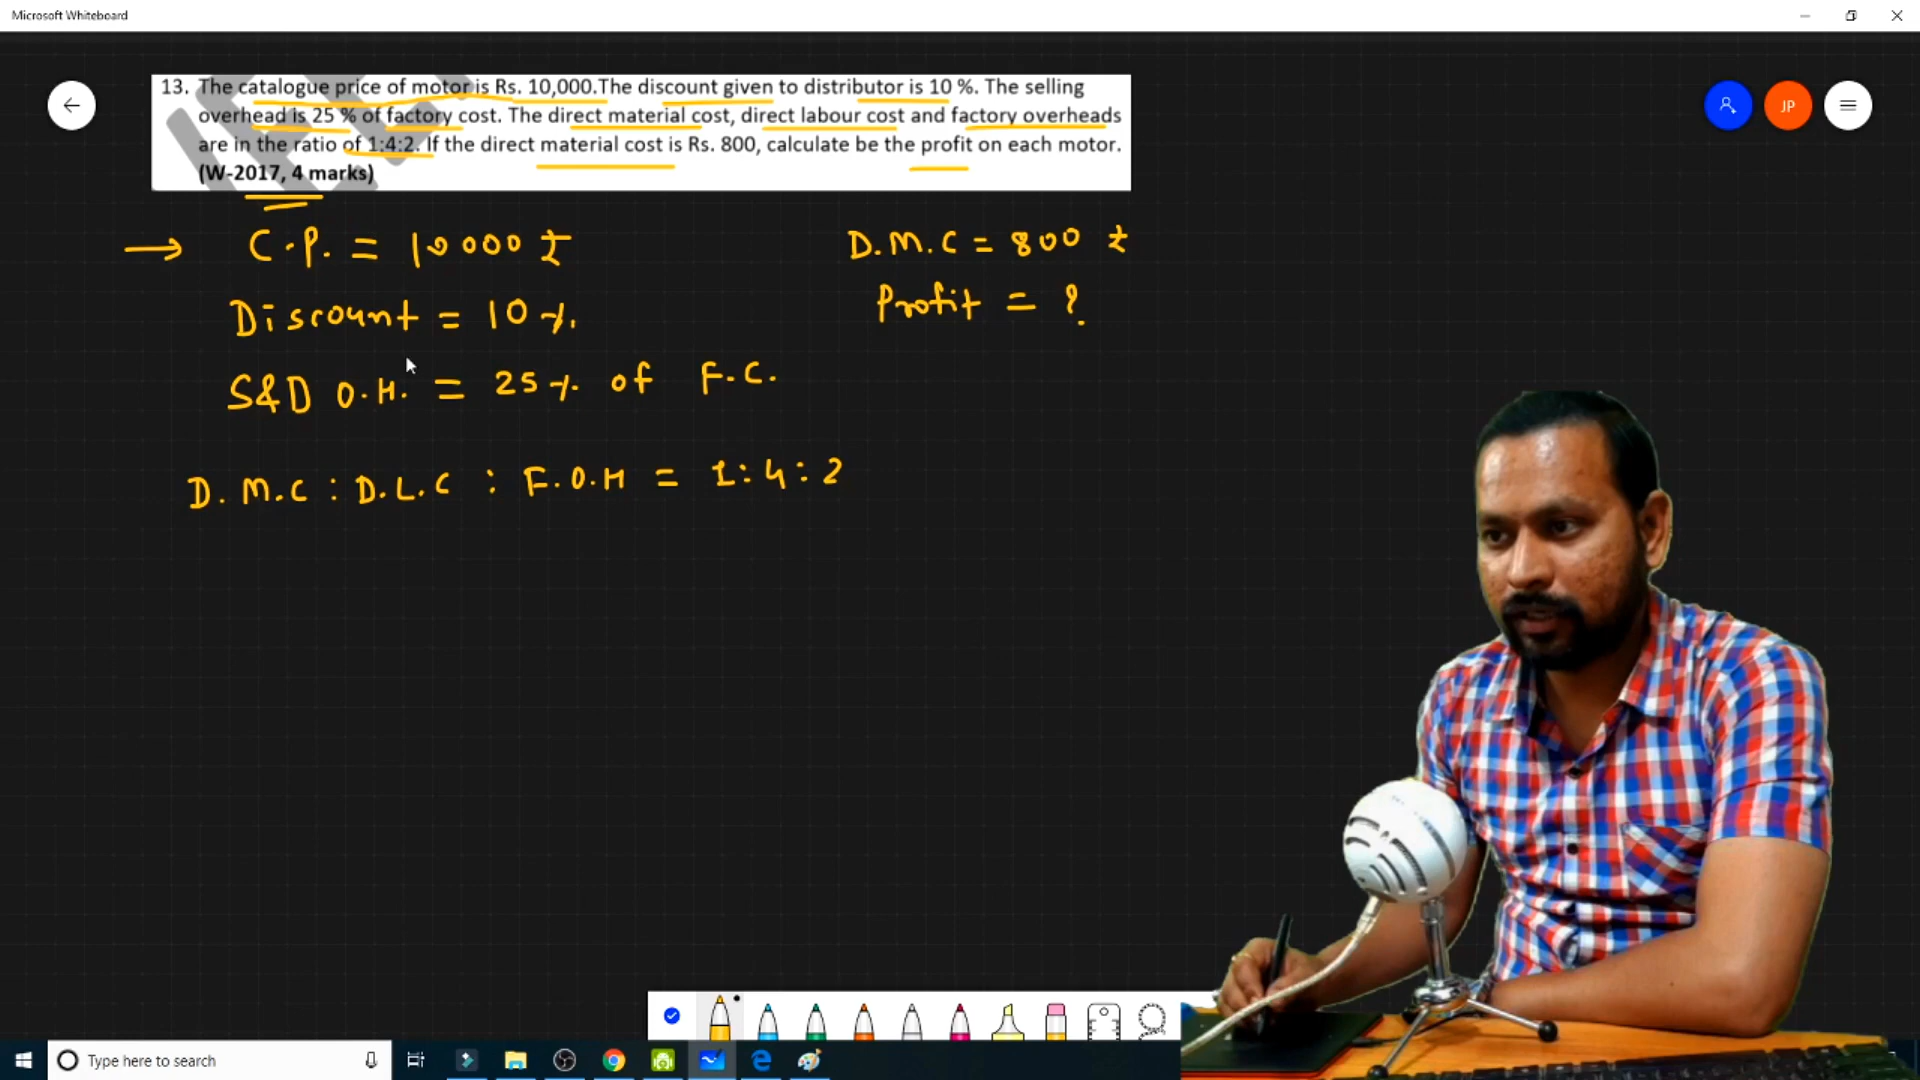 Microsoft Whiteboard
13. The catalogue price of motor is Rs. 10,000.The discount given to distributor is 10 %. The selling
overhead is 25 % of factory cost. The direct material cost, direct labour cost and factory overheads
are in the ratio of 1:4:2. If the direct material cost is Rs. 800, calculate be the profit on each motor.
(W-2017, 4 marks)
JP
→ C.P. = 10000 ₹
D.M.C = 800 ₹
Discount = 10%
Profit = ?
S&D O.H. = 25% of F.C.
D.M.C : D.L.C : F.O.H = 1:4:2
Type here to search